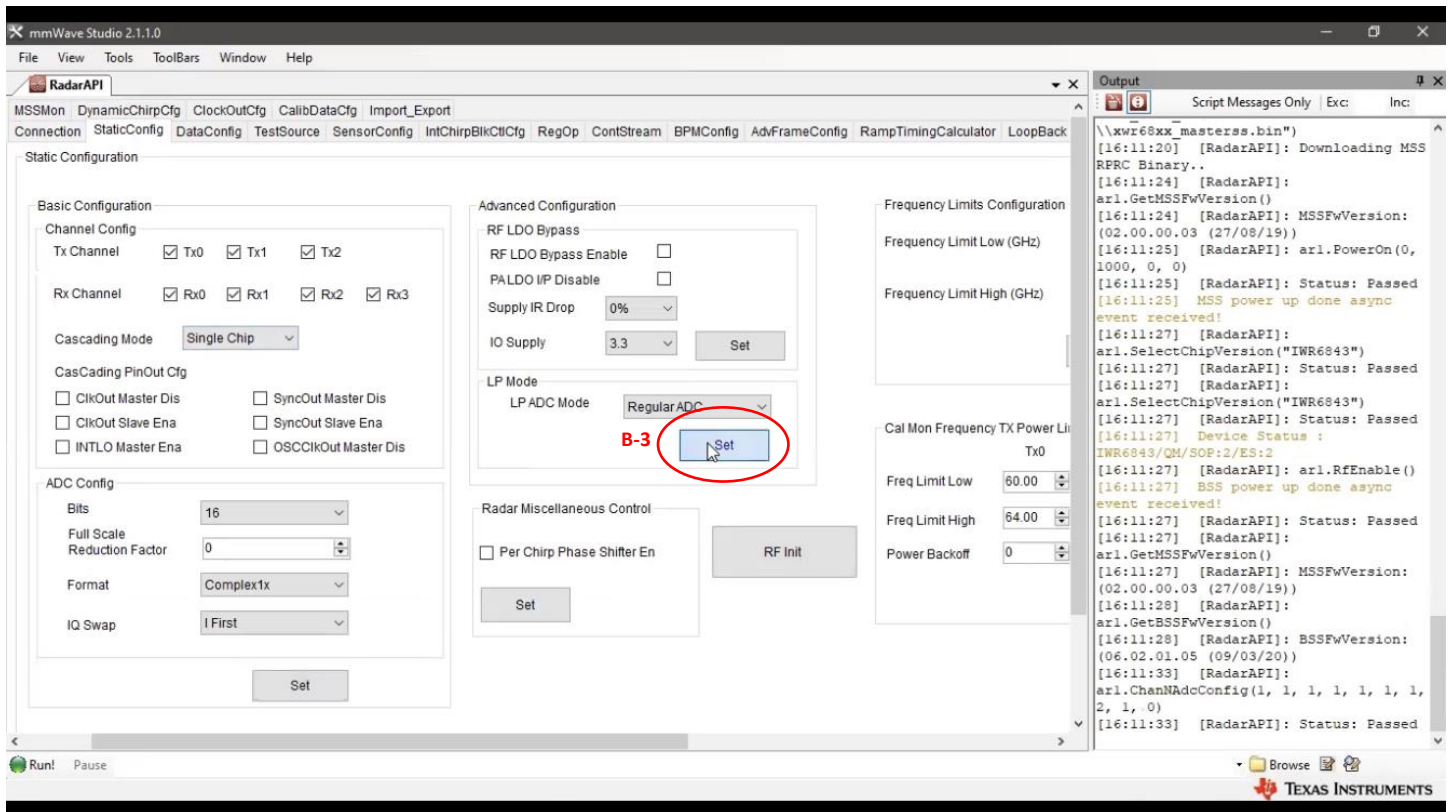 mmWave Studio 2.1.1.0
File View Tools ToolBars Window Help
RadarAPI
MSSMon DynamicChirpCfg ClockOutCfg CalibDataCfg Import_Export
Connection StaticConfig DataConfig TestSource SensorConfig IntChirpBlkCtlCfg RegOp ContStream BPMConfig AdvFrameConfig RampTimingCalculator LoopBack
Static Configuration
Basic Configuration
Channel Config
Tx Channel Tx0 Tx1 Tx2
Rx Channel Rx0 Rx1 Rx2 Rx3
Cascading Mode Single Chip
CasCading PinOut Cfg
ClkOut Master Dis SyncOut Master Dis
ClkOut Slave Ena SyncOut Slave Ena
INTLO Master Ena OSCClkOut Master Dis
ADC Config
Bits 16
Full Scale
Reduction Factor 0
Format Complex1x
IQ Swap I First
Set
Advanced Configuration
RF LDO Bypass
RF LDO Bypass Enable
PA LDO I/P Disable
Supply IR Drop 0%
IO Supply 3.3 Set
LP Mode
LP ADC Mode Regular ADC
B-3 Set
Radar Miscellaneous Control
Per Chirp Phase Shifter En
Set
RF Init
Frequency Limits Configuration
Frequency Limit Low (GHz)
Frequency Limit High (GHz)
Cal Mon Frequency TX Power Li
Tx0
Freq Limit Low 60.00
Freq Limit High 64.00
Power Backoff 0
Output
Script Messages Only Exc: Inc:
\\xwr68xx_masterss.bin")
[16:11:20] [RadarAPI]: Downloading MSS
RPRC Binary..
[16:11:24] [RadarAPI]:
ar1.GetMSSFwVersion()
[16:11:24] [RadarAPI]: MSSFwVersion:
(02.00.00.03 (27/08/19))
[16:11:25] [RadarAPI]: ar1.PowerOn(0,
1000, 0, 0)
[16:11:25] [RadarAPI]: Status: Passed
[16:11:25] MSS power up done async
event received!
[16:11:27] [RadarAPI]:
ar1.SelectChipVersion("IWR6843")
[16:11:27] [RadarAPI]: Status: Passed
[16:11:27] [RadarAPI]:
ar1.SelectChipVersion("IWR6843")
[16:11:27] [RadarAPI]: Status: Passed
[16:11:27] Device Status :
IWR6843/QM/SOP:2/ES:2
[16:11:27] [RadarAPI]: ar1.RfEnable()
[16:11:27] BSS power up done async
event received!
[16:11:27] [RadarAPI]: Status: Passed
[16:11:27] [RadarAPI]:
ar1.GetMSSFwVersion()
[16:11:27] [RadarAPI]: MSSFwVersion:
(02.00.00.03 (27/08/19))
[16:11:28] [RadarAPI]:
ar1.GetBSSFwVersion()
[16:11:28] [RadarAPI]: BSSFwVersion:
(06.02.01.05 (09/03/20))
[16:11:33] [RadarAPI]:
ar1.ChanNAdcConfig(1, 1, 1, 1, 1, 1, 1,
2, 1, 0)
[16:11:33] [RadarAPI]: Status: Passed
Run! Pause
Browse
TEXAS INSTRUMENTS